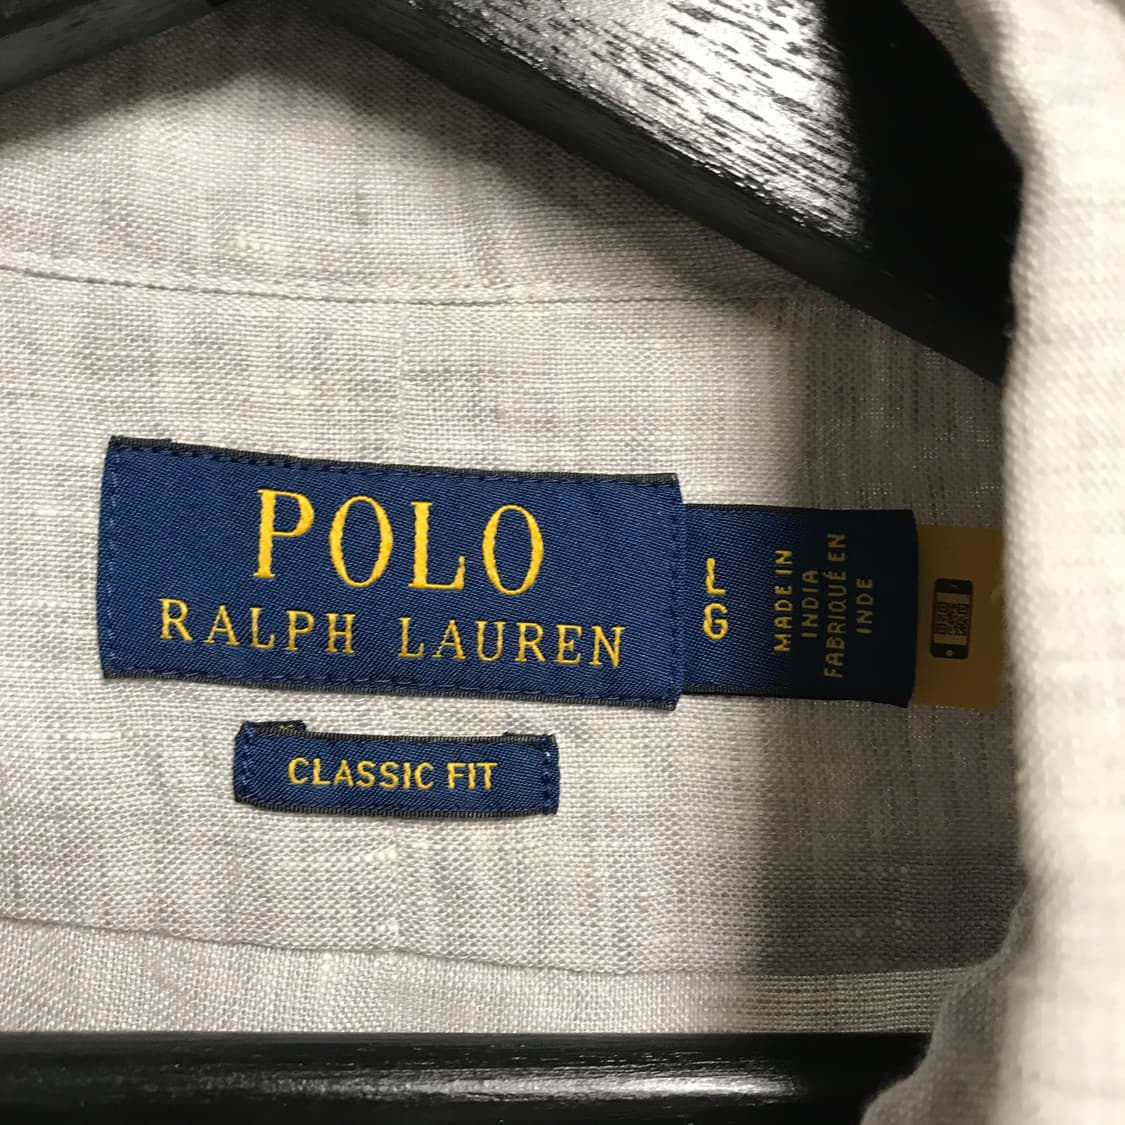 POLO
RALPH LAUREN
L
G
MADE IN
INDIA
FABRIQUÉ EN
INDE
CLASSIC FIT